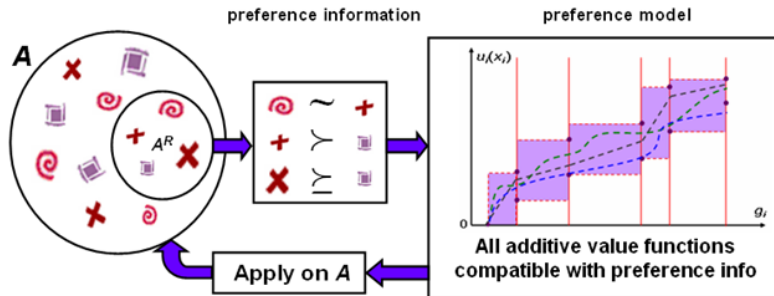 preference information
preference model
A
A^R
~
≻
≿
u_i(x_i)
0
g_i
All additive value functions
compatible with preference info
Apply on A